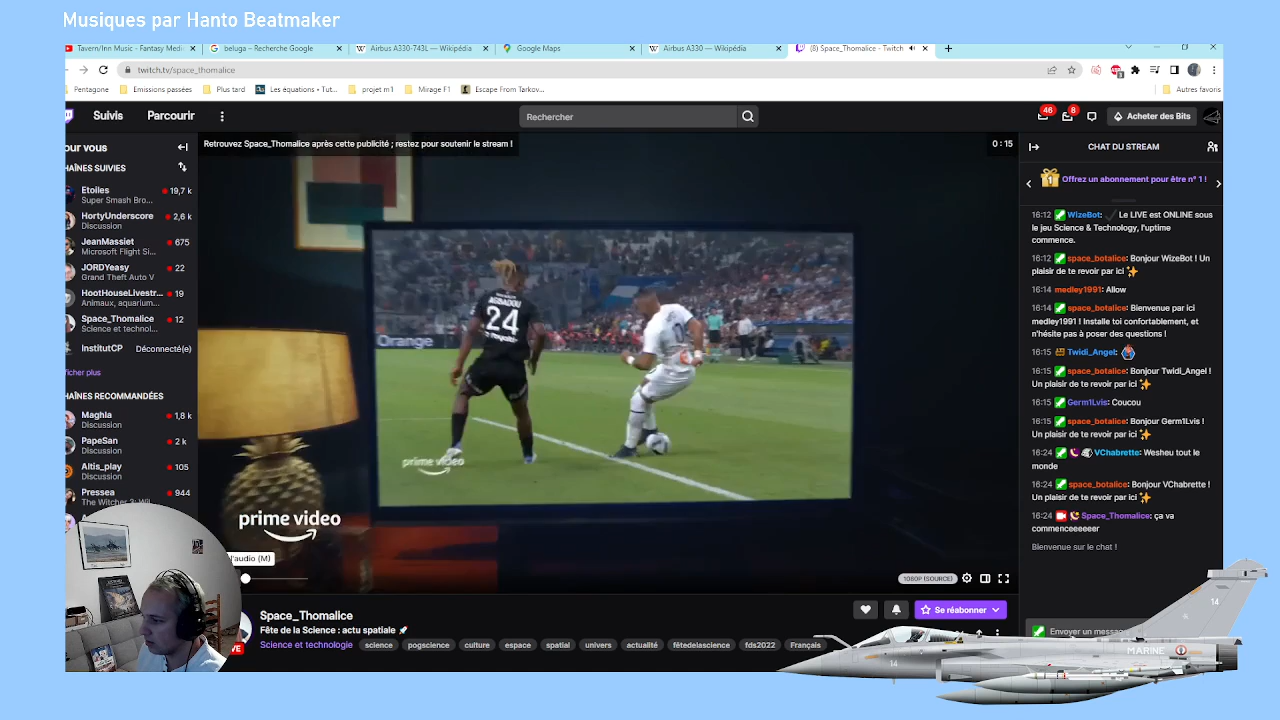 Musiques par Hanto Beatmaker
Tavern/Inn Music - Fantasy Medi
beluga – Recherche Google
Airbus A330-743L — Wikipédia
Google Maps
Airbus A330 — Wikipédia
(8) Space_Thomalice - Twitch
twitch.tv/space_thomalice
Pentagone
Emissions passées
Plus tard
Les équations • Tut...
projet m1
Mirage F1
Escape From Tarkov...
Autres favoris
Suivis
Parcourir
Rechercher
46
8
Acheter des Bits
our vous
HAÎNES SUIVIES
Etoiles
19,7 k
Super Smash Bro...
HortyUnderscore
2,6 k
Discussion
JeanMassiet
675
Microsoft Flight Si...
JORDYeasy
22
Grand Theft Auto V
HootHouseLivestr...
19
Animaux, aquarium...
Space_Thomalice
12
Science et technol...
InstitutCP
Déconnecté(e)
fficher plus
HAÎNES RECOMMANDÉES
Maghla
1,8 k
Discussion
PapeSan
2 k
Discussion
Altis_play
105
Discussion
Pressea
944
The Witcher 3: Wil
Retrouvez Space_Thomalice après cette publicité ; restez pour soutenir le stream !
0 : 15
24
Orange
prime video
prime video
l'audio (M)
1080P (SOURCE)
Space_Thomalice
Fête de la Science : actu spatiale 🚀
Science et technologie
science
pogscience
culture
espace
spatial
univers
actualité
fêtedelascience
fds2022
Français
Se réabonner
CHAT DU STREAM
Offrez un abonnement pour être n° 1 !
16:12 WizeBot: Le LIVE est ONLINE sous
le jeu Science & Technology, l'uptime
commence.
16:12 space_botalice: Bonjour WizeBot ! Un
plaisir de te revoir par ici ✨
16:14 medley1991: Allow
16:14 space_botalice: Bienvenue par ici
medley1991 ! Installe toi confortablement, et
n'hésite pas à poser des questions !
16:15 Twidi_Angel:
16:15 space_botalice: Bonjour Twidi_Angel !
Un plaisir de te revoir par ici ✨
16:15 Germ1Lvis: Coucou
16:15 space_botalice: Bonjour Germ1Lvis !
Un plaisir de te revoir par ici ✨
16:24 VChabrette: Wesheu tout le
monde
16:24 space_botalice: Bonjour VChabrette !
Un plaisir de te revoir par ici ✨
16:24 Space_Thomalice: ça va
commenceeeeeer
Bienvenue sur le chat !
Envoyer un messa
14
MARINE
14